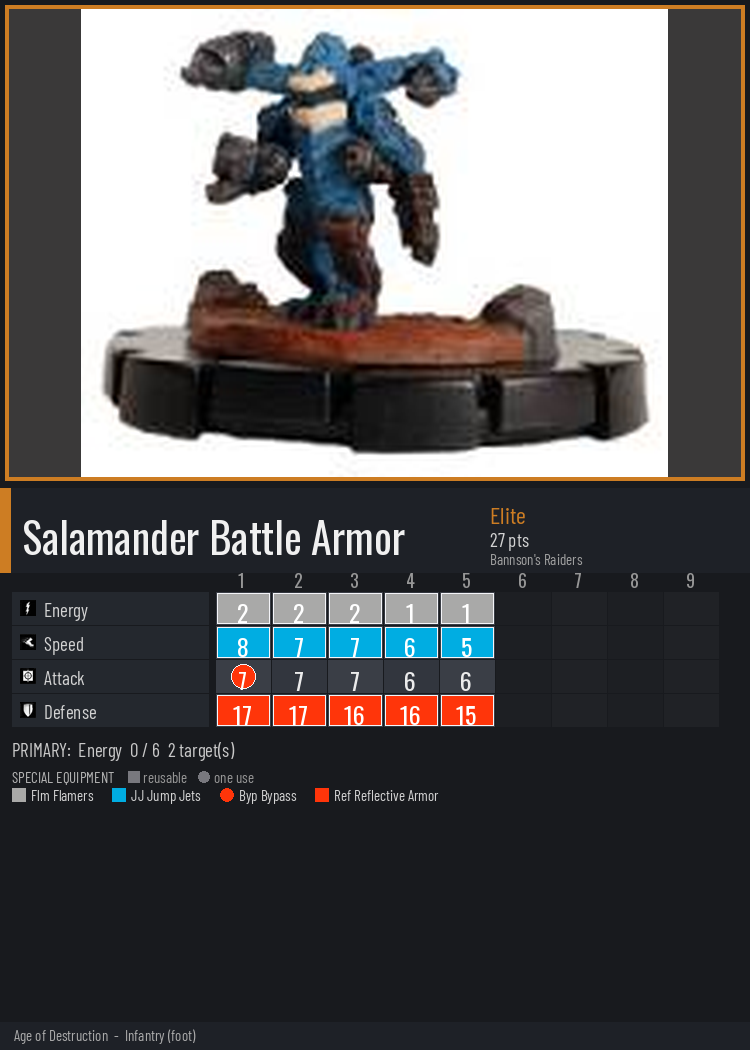 Salamander Battle Armor
Elite
27 pts
Bannson's Raiders
1 2 3 4 5 6 7 8 9
Energy 2 2 2 1 1
Speed 8 7 7 6 5
Attack 7 7 7 6 6
Defense 17 17 16 16 15
PRIMARY: Energy 0 / 6 2 target(s)
SPECIAL EQUIPMENT reusable one use
Flm Flamers JJ Jump Jets Byp Bypass Ref Reflective Armor
Age of Destruction - Infantry (foot)